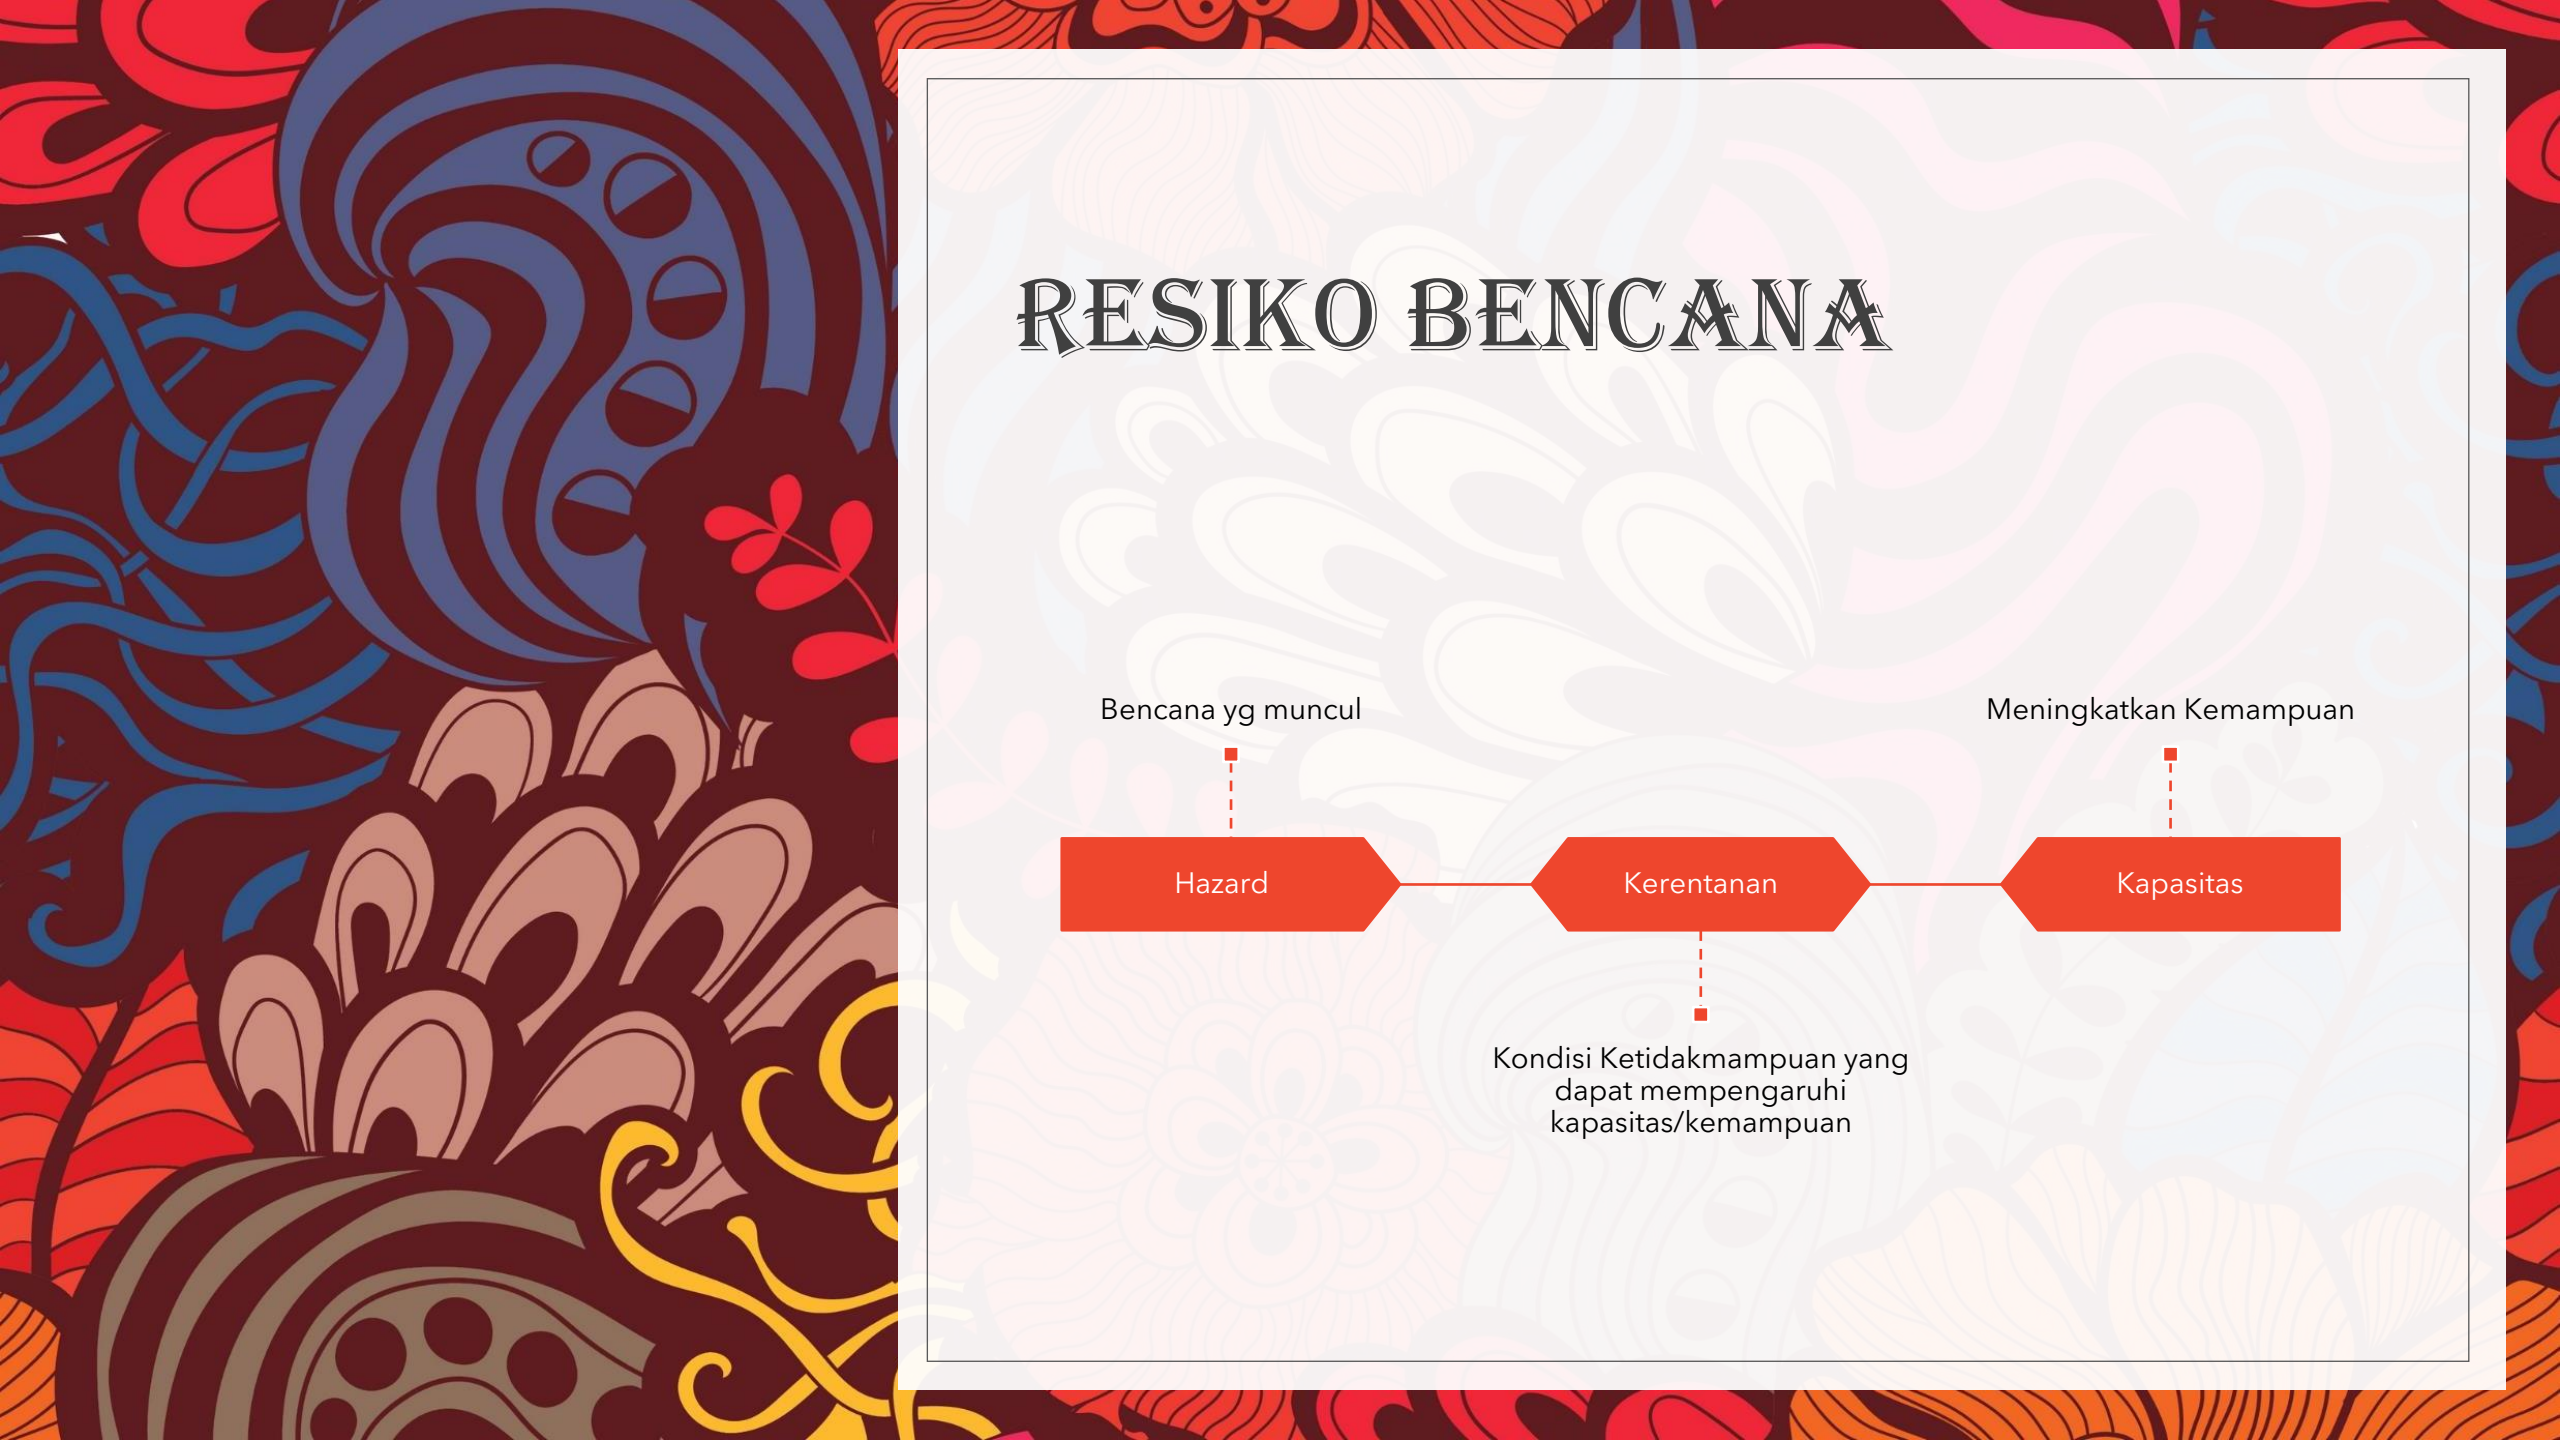 RESIKO BENCANA
Bencana yg muncul
Meningkatkan Kemampuan
Hazard
Kerentanan
Kapasitas
Kondisi Ketidakmampuan yang
dapat mempengaruhi
kapasitas/kemampuan